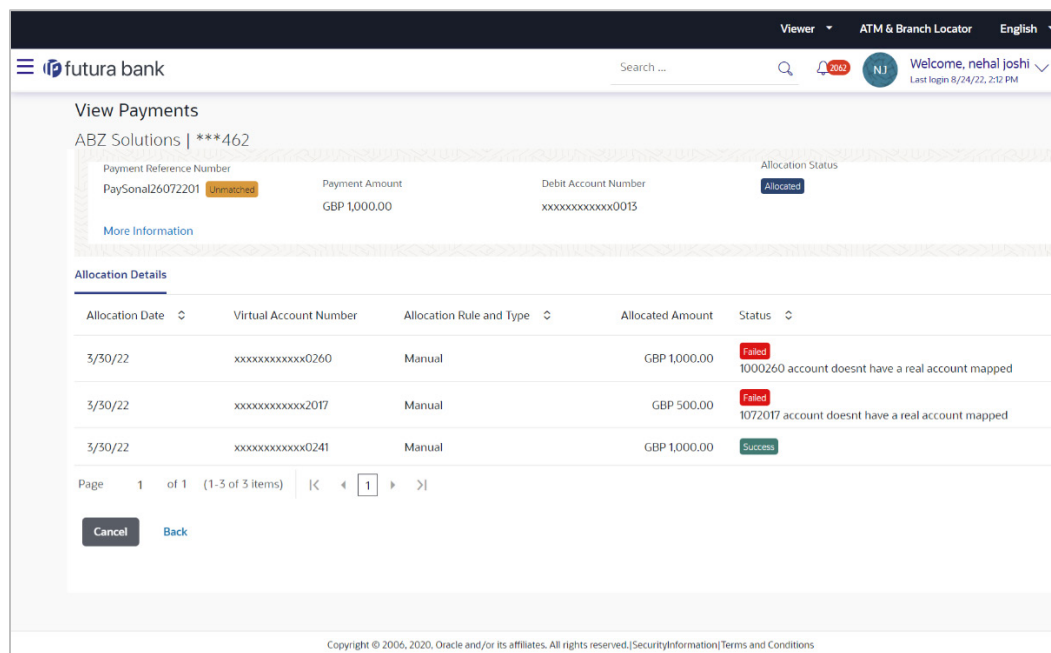 Viewer ATM & Branch Locator English
futura bank Search ... 2062 NJ Welcome, nehal joshi
Last login 8/24/22, 2:12 PM
View Payments
ABZ Solutions | ***462
Payment Reference Number Payment Amount Debit Account Number Allocation Status
PaySonal26072201 Unmatched GBP 1,000.00 xxxxxxxxxxxx0013 Allocated
More Information
Allocation Details
Allocation Date Virtual Account Number Allocation Rule and Type Allocated Amount Status
3/30/22 xxxxxxxxxxxx0260 Manual GBP 1,000.00 Failed
1000260 account doesnt have a real account mapped
3/30/22 xxxxxxxxxxxx2017 Manual GBP 500.00 Failed
1072017 account doesnt have a real account mapped
3/30/22 xxxxxxxxxxxx0241 Manual GBP 1,000.00 Success
Page 1 of 1 (1-3 of 3 items) 1
Cancel Back
Copyright © 2006, 2020, Oracle and/or its affiliates. All rights reserved.|SecurityInformation|Terms and Conditions